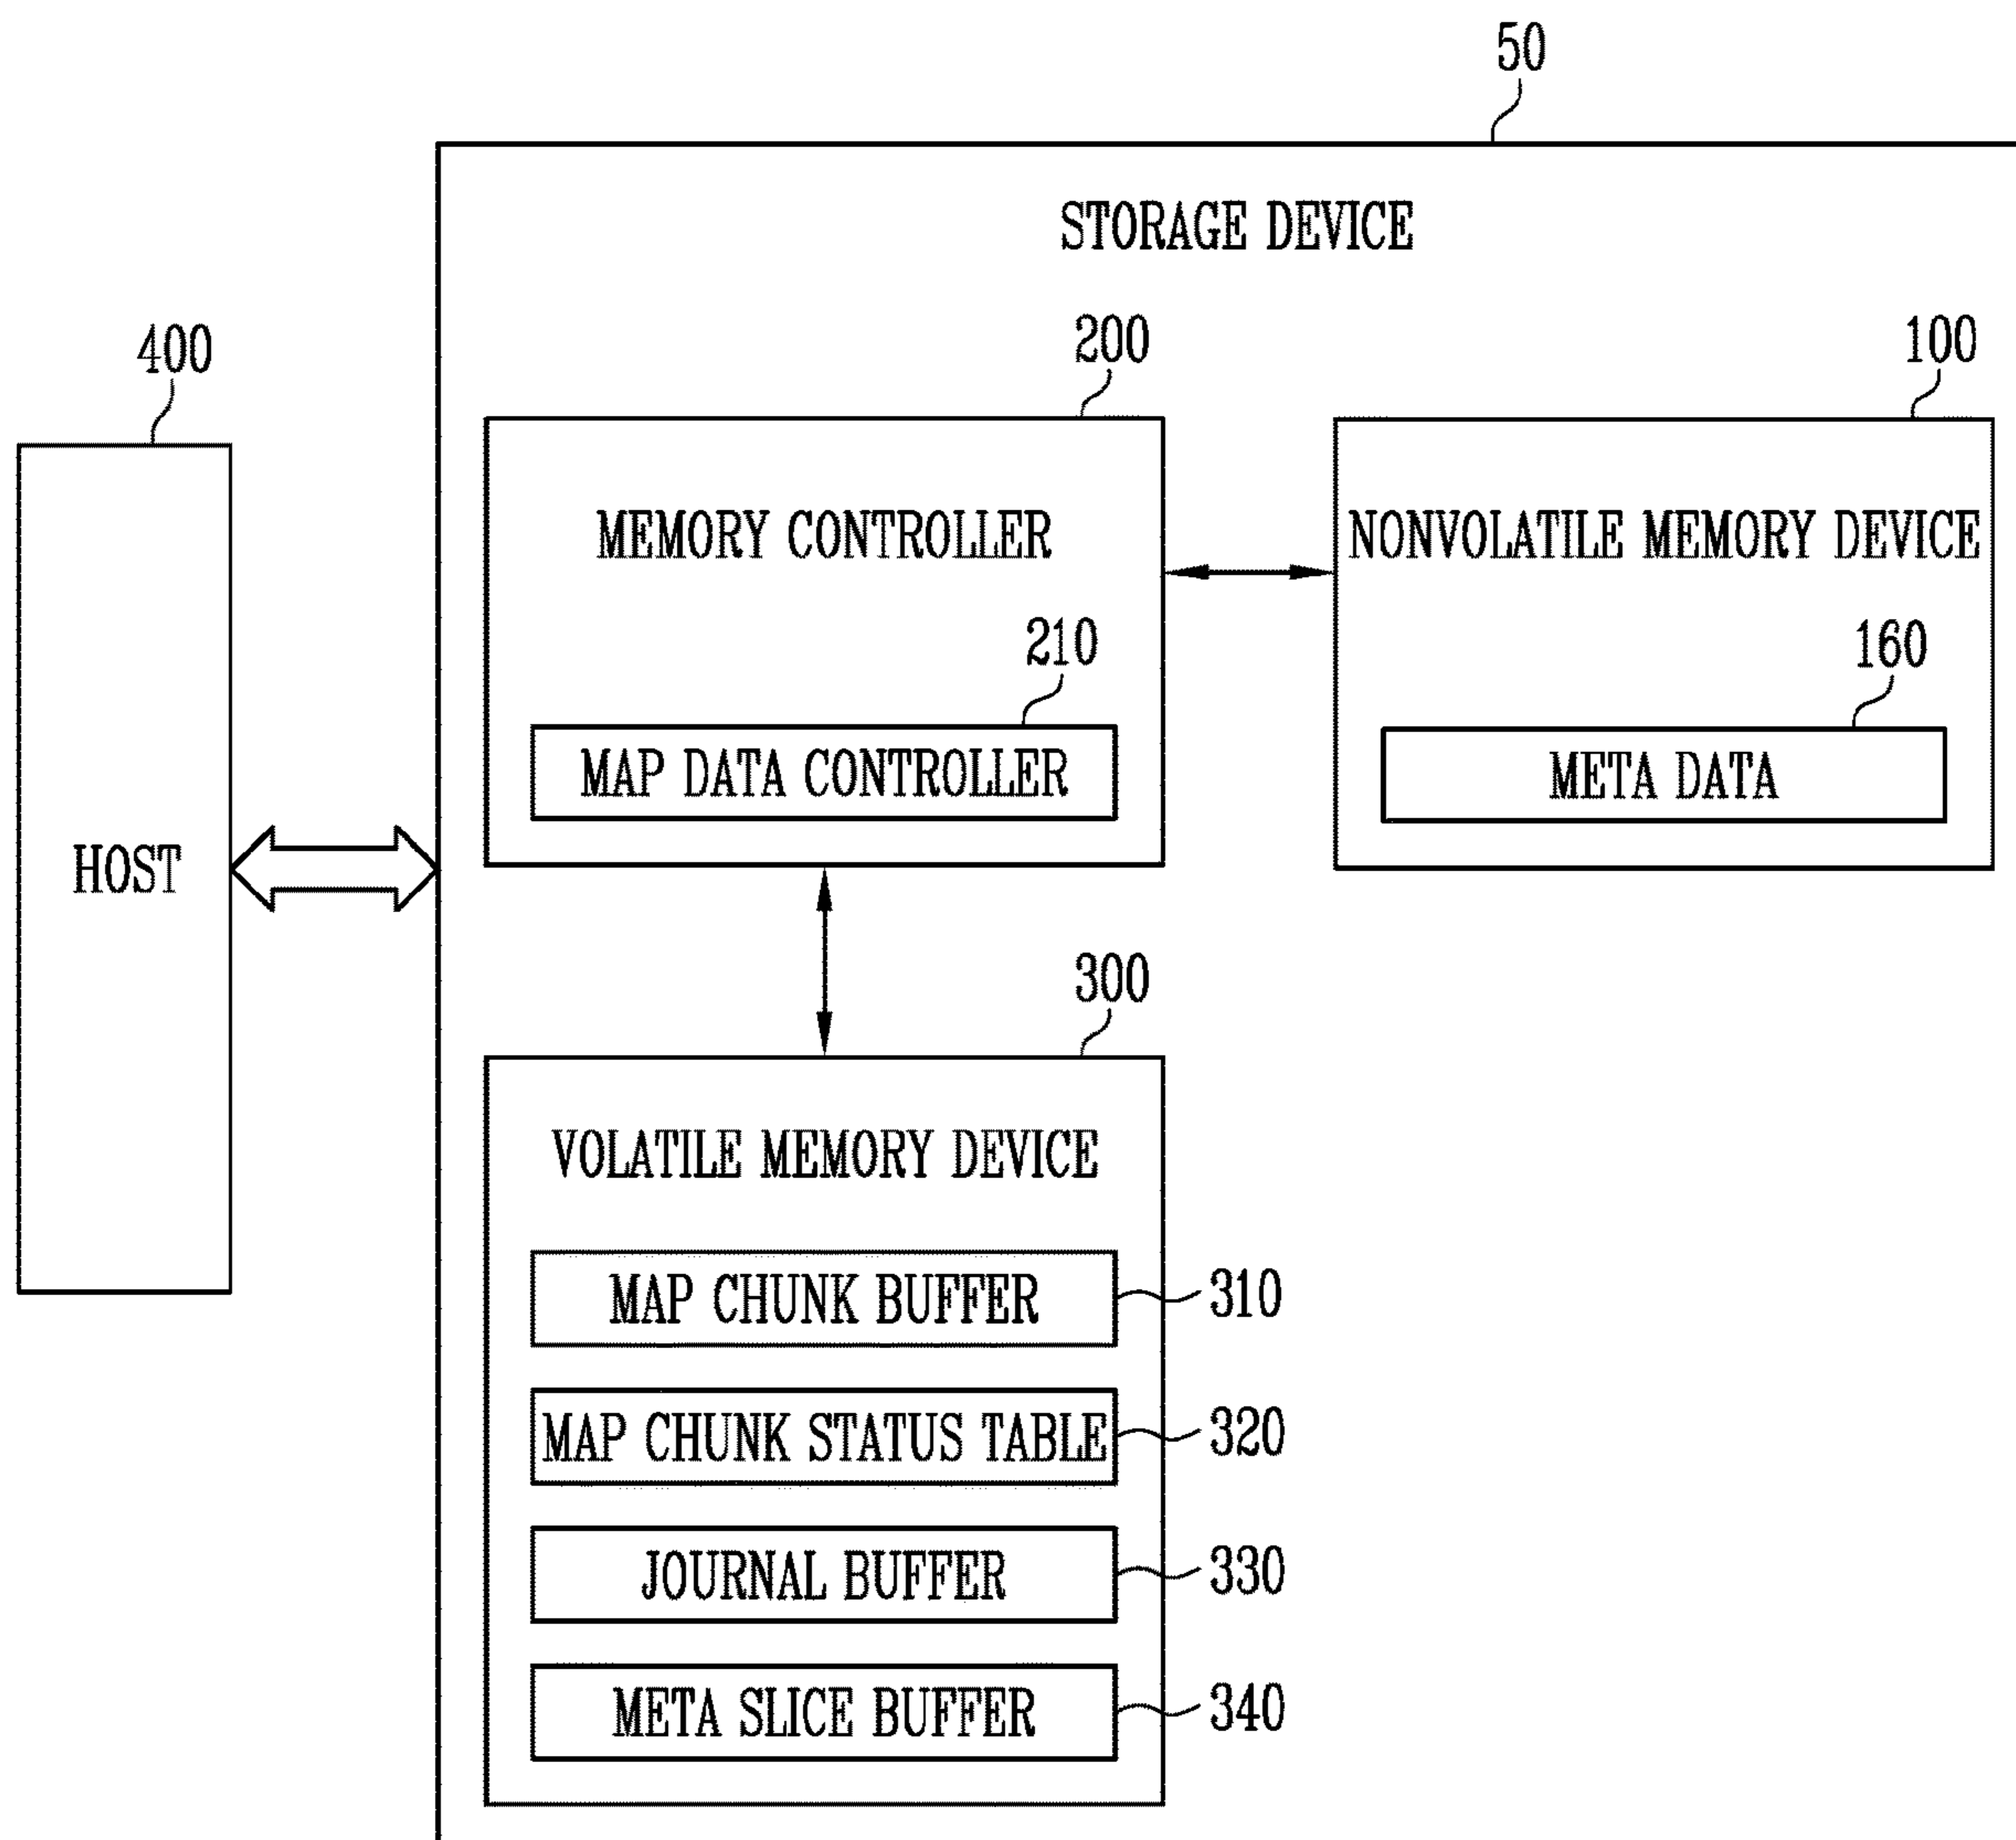 50
STORAGE DEVICE
400
200
100
MEMORY CONTROLLER
NONVOLATILE MEMORY DEVICE
210
160
MAP DATA CONTROLLER
META DATA
HOST
300
VOLATILE MEMORY DEVICE
MAP CHUNK BUFFER
310
MAP CHUNK STATUS TABLE
320
JOURNAL BUFFER
330
META SLICE BUFFER
340